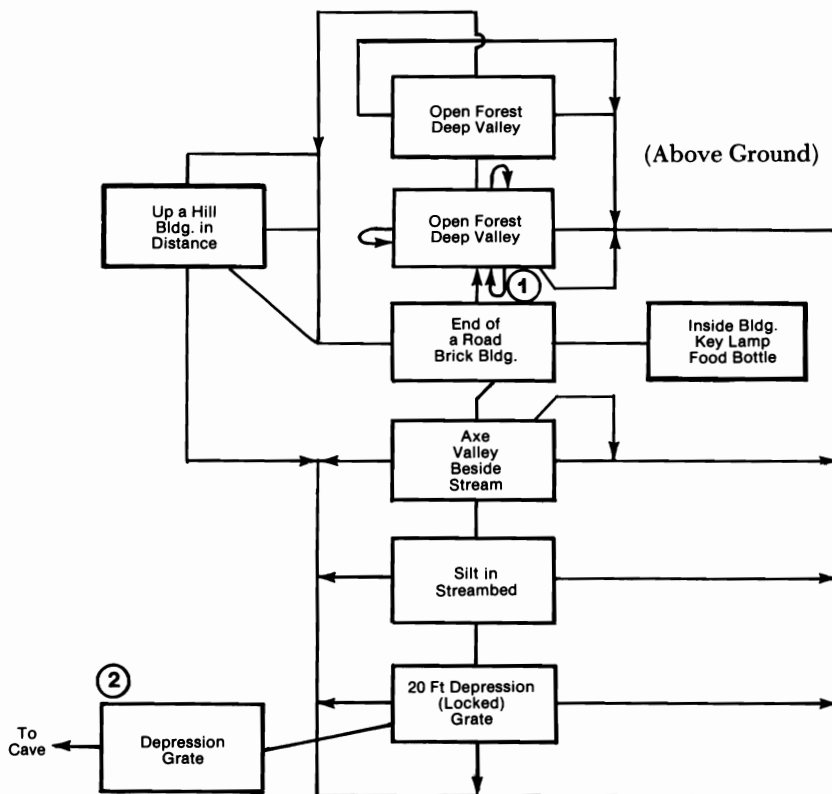 Open Forest
Deep Valley
(Above Ground)
Up a Hill
Bldg. in
Distance
Open Forest
Deep Valley
1
End of
a Road
Brick Bldg.
Inside Bldg.
Key Lamp
Food Bottle
Axe
Valley
Beside
Stream
Silt in
Streambed
2
20 Ft Depression
(Locked)
Grate
To
Cave
Depression
Grate